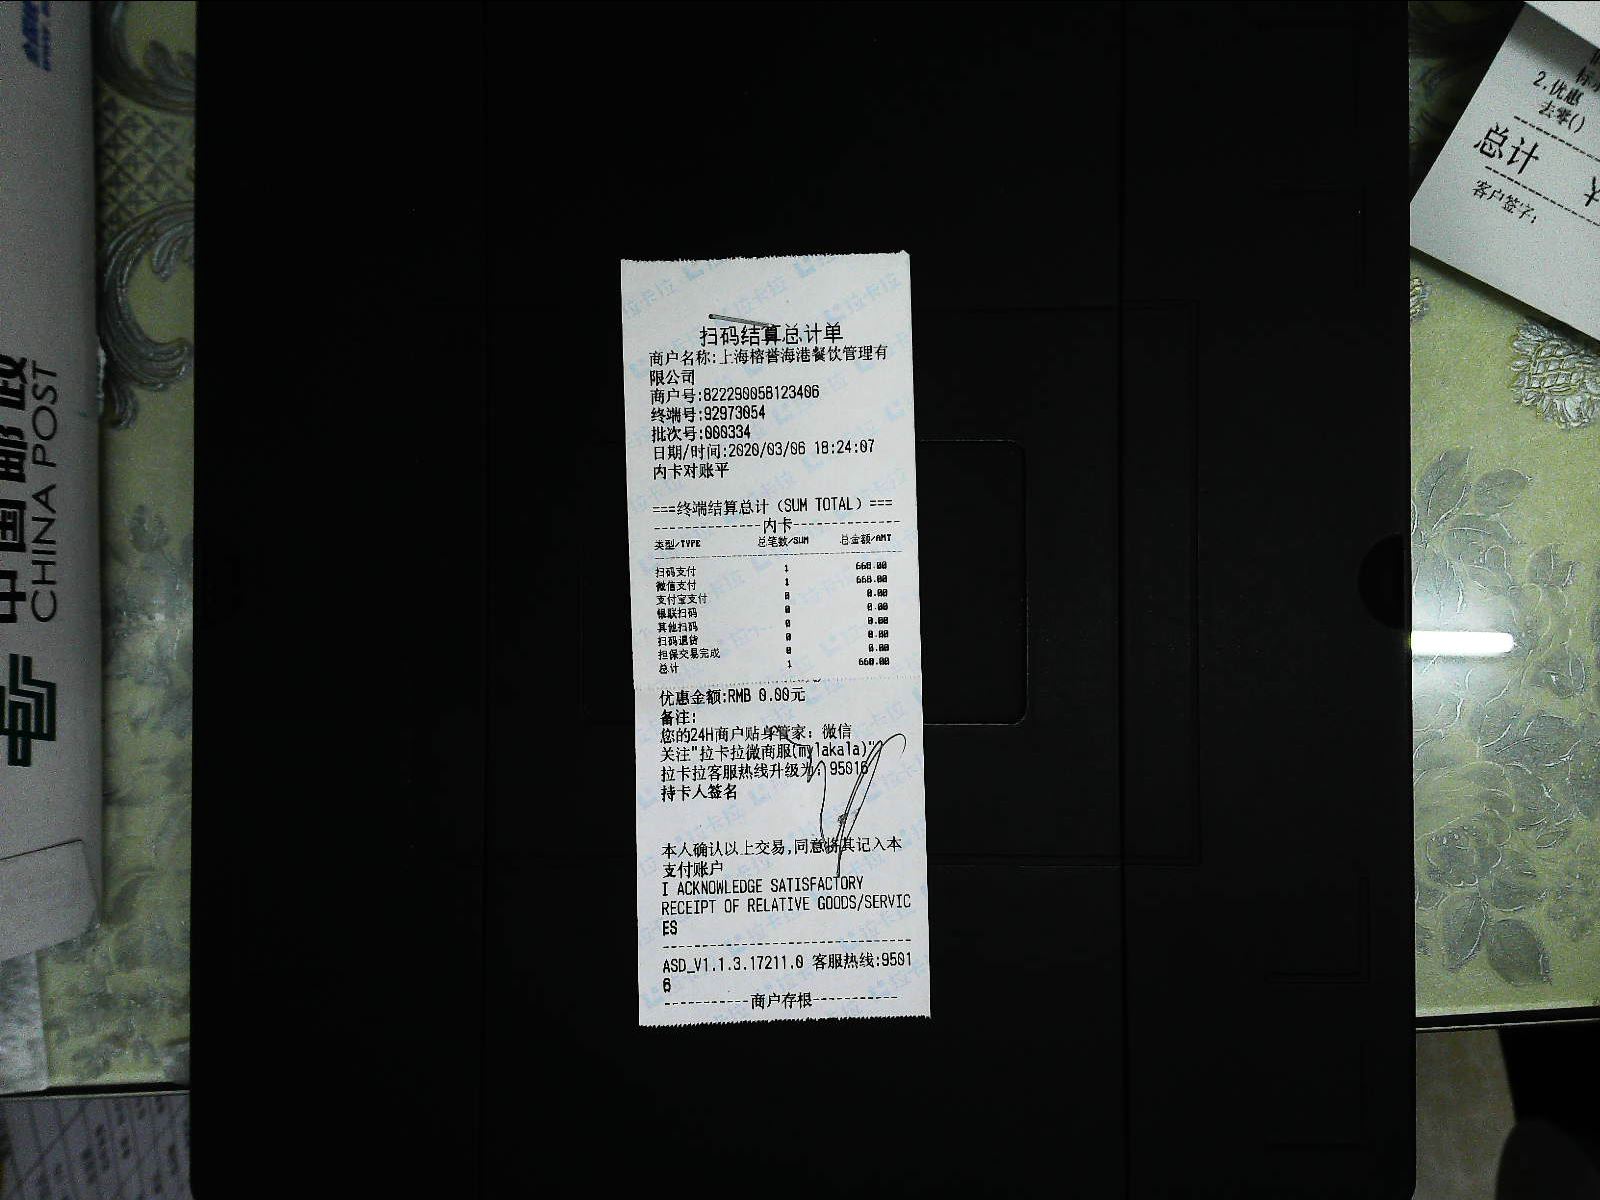 扫码结算总计单
商户名称:上海榕誉海港餐饮管理有
限公司
商户号:822290058123406
终端号:92973054
批次号:000334
日期/时间:2020/03/06 18:24:07
内卡对账平
===终端结算总计（SUM TOTAL）===
内卡
类型/TYPE 总笔数/SUM 总金额/AMT
扫码支付 1 668.00
微信支付 1 668.00
支付宝支付 0 0.00
银联扫码 0 0.00
其他扫码 0 0.00
扫码退货 0 0.00
担保交易完成 0 0.00
总计 1 668.00
优惠金额:RMB 0.00元
备注:
您的24H商户贴身管家：微信
关注"拉卡拉微商服(mylakala)"
拉卡拉客服热线升级为：95016
持卡人签名
本人确认以上交易,同意将其记入本
支付账户
I ACKNOWLEDGE SATISFACTORY
RECEIPT OF RELATIVE GOODS/SERVIC
ES
ASD_V1.1.3.17211.0 客服热线:9501
6
商户存根
中国邮政
CHINA POST
2.优惠
去零()
总计
客户签字: